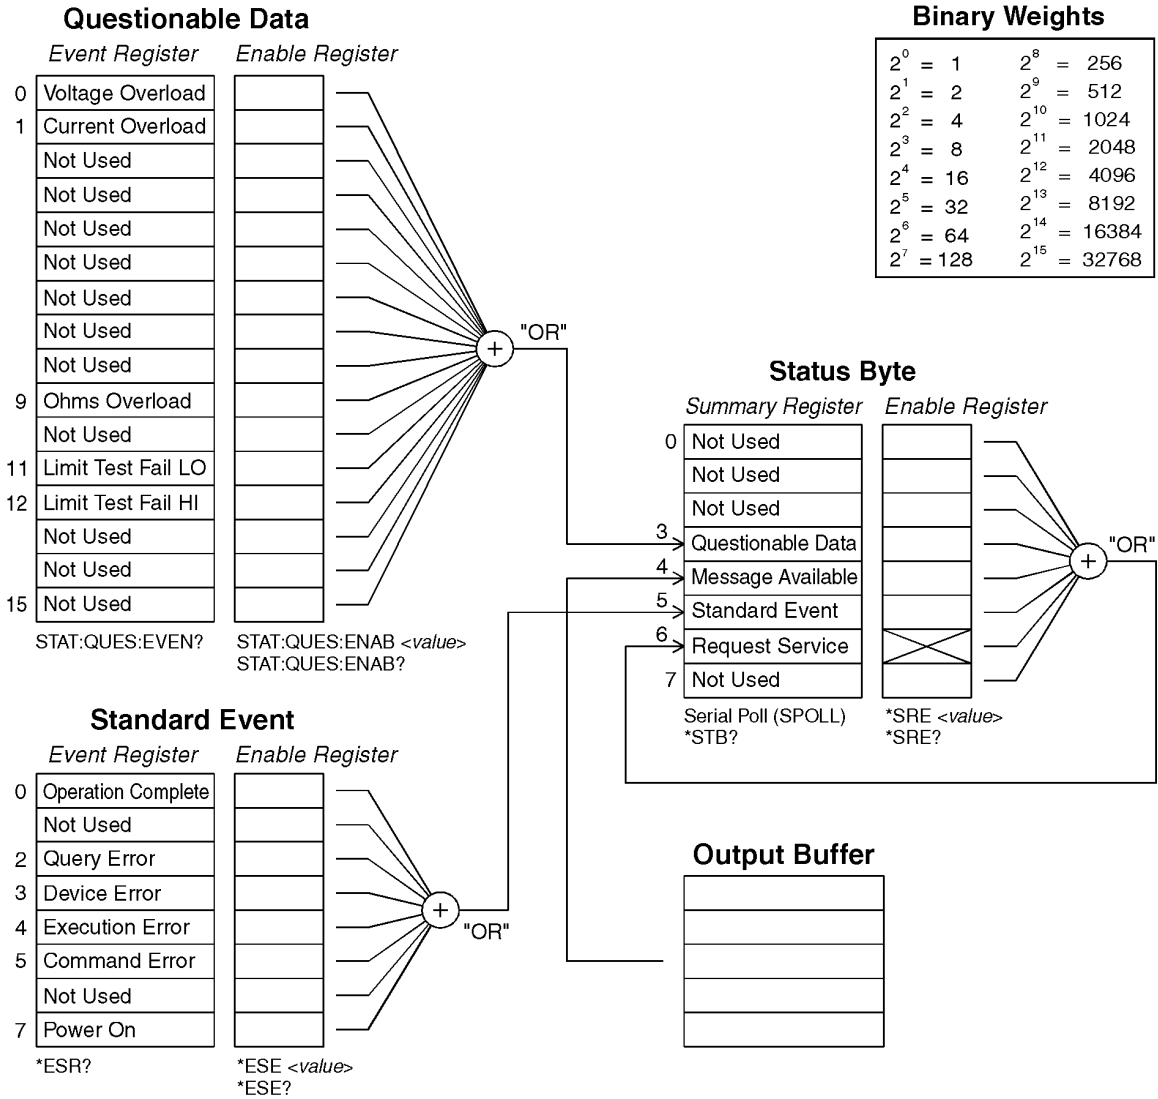 Questionable Data
Event Register Enable Register
0 Voltage Overload
1 Current Overload
Not Used
Not Used
Not Used
Not Used
Not Used
Not Used
Not Used
9 Ohms Overload
Not Used
11 Limit Test Fail LO
12 Limit Test Fail HI
Not Used
Not Used
15 Not Used
STAT:QUES:EVEN? STAT:QUES:ENAB <value>
STAT:QUES:ENAB?
+ "OR"
Binary Weights
2^0 = 1 2^8 = 256
2^1 = 2 2^9 = 512
2^2 = 4 2^10 = 1024
2^3 = 8 2^11 = 2048
2^4 = 16 2^12 = 4096
2^5 = 32 2^13 = 8192
2^6 = 64 2^14 = 16384
2^7 = 128 2^15 = 32768
Status Byte
Summary Register Enable Register
0 Not Used
Not Used
Not Used
3 Questionable Data
4 Message Available
5 Standard Event
6 Request Service
7 Not Used
Serial Poll (SPOLL) *SRE <value>
*STB? *SRE?
+ "OR"
Standard Event
Event Register Enable Register
0 Operation Complete
Not Used
2 Query Error
3 Device Error
4 Execution Error
5 Command Error
Not Used
7 Power On
*ESR? *ESE <value>
*ESE?
+ "OR"
Output Buffer